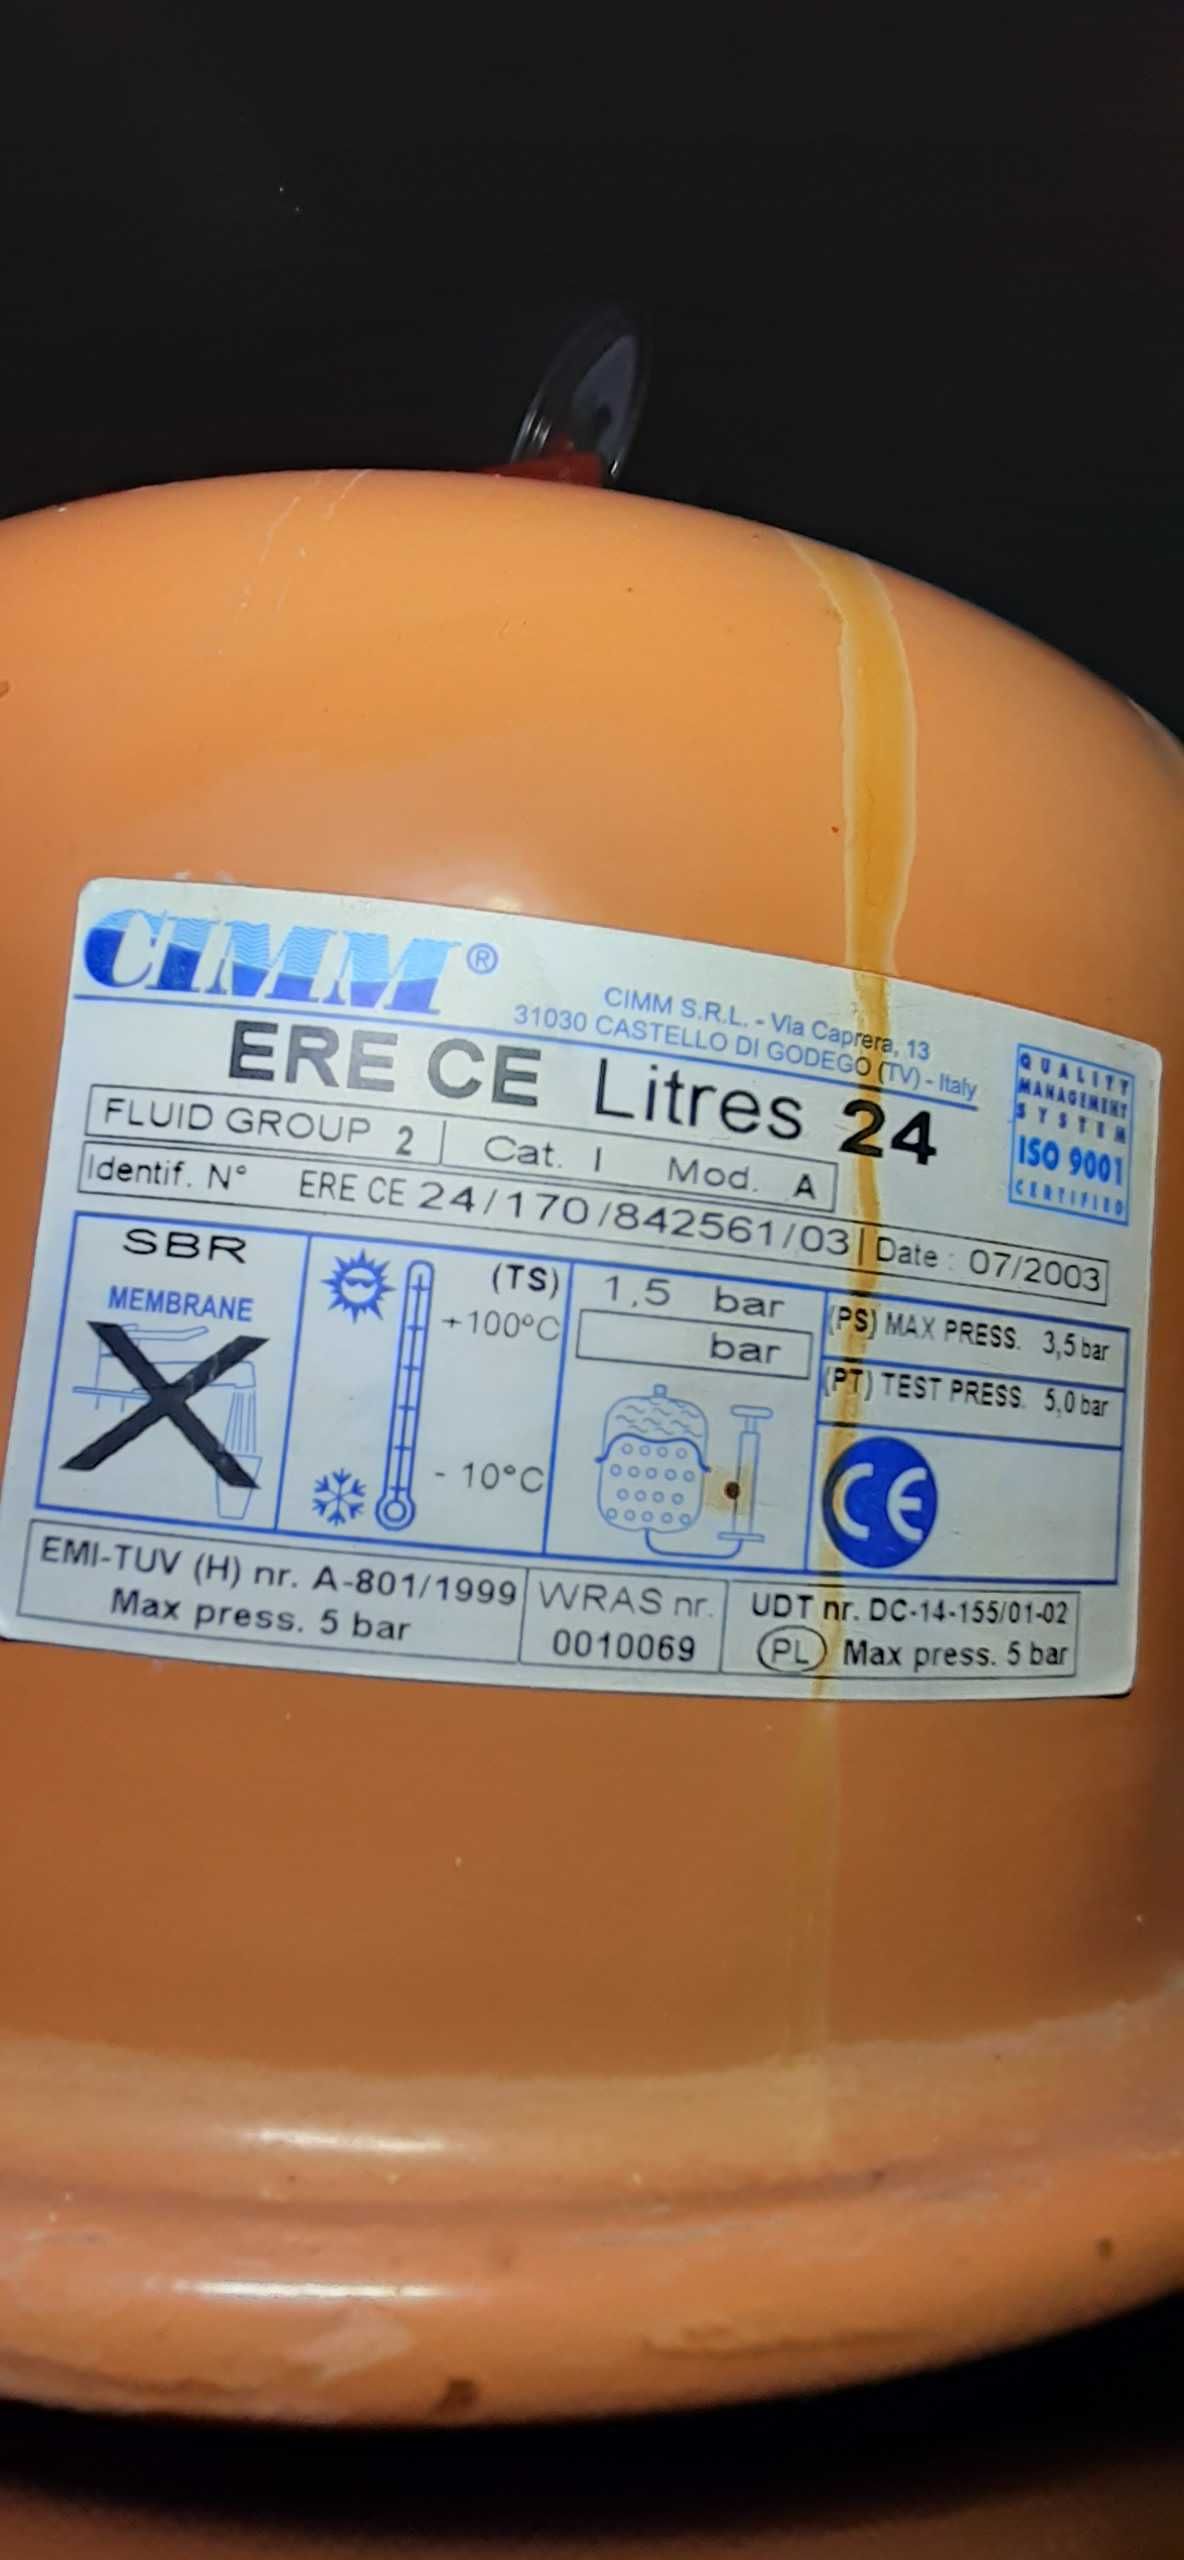 CIMM ®
CIMM S.R.L. - Via Caprera, 13
31030 CASTELLO DI GODEGO (TV) - Italy
ERE CE Litres 24
QUALITY
MANAGEMENT
SYSTEM
ISO 9001
CERTIFIED
FLUID GROUP 2 Cat. I Mod. A
Identif. N° ERE CE 24/170/842561/03 Date : 07/2003
SBR
MEMBRANE
(TS)
+100°C
- 10°C
1,5 bar
bar
(PS) MAX PRESS. 3,5 bar
(PT) TEST PRESS. 5,0 bar
CE
EMI-TUV (H) nr. A-801/1999
Max press. 5 bar
WRAS nr.
0010069
UDT nr. DC-14-155/01-02
PL Max press. 5 bar